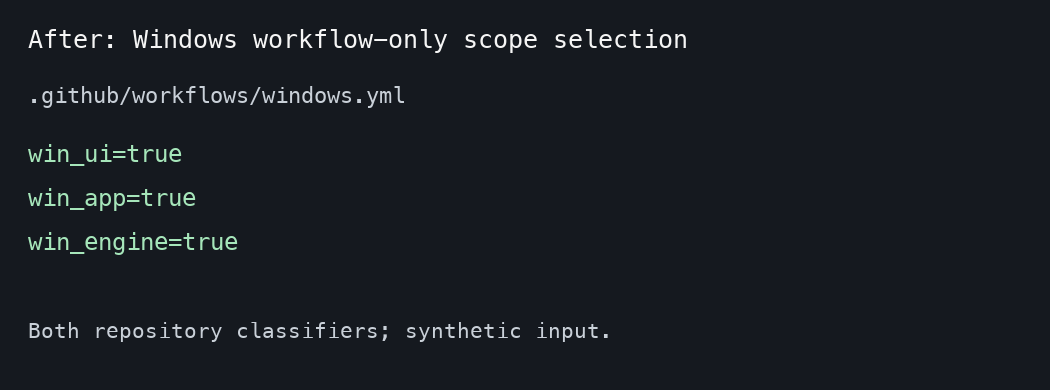 After: Windows workflow−only scope selection
.github/workflows/windows.yml
win_ui=true
win_app=true
win_engine=true
Both repository classifiers; synthetic input.